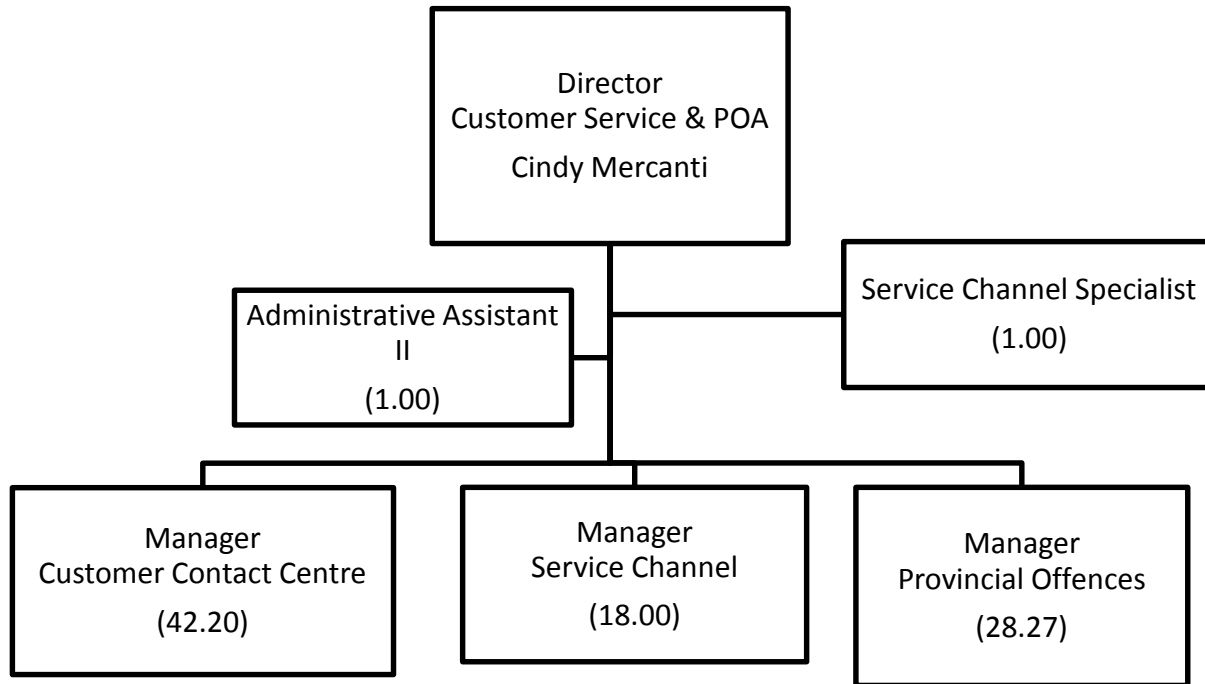 Director
Customer Service & POA
Cindy Mercanti
Service Channel Specialist
(1.00)
Administrative Assistant
II
(1.00)
Manager
Customer Contact Centre
(42.20)
Manager
Service Channel
(18.00)
Manager
Provincial Offences
(28.27)